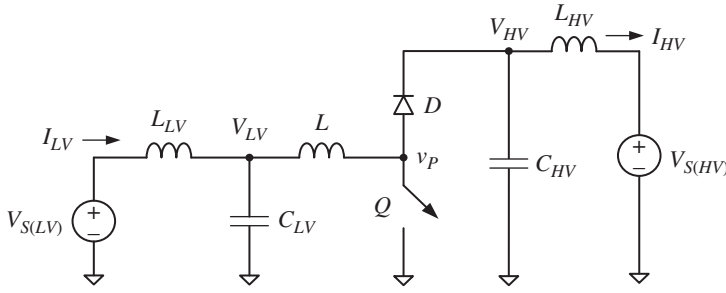 V_HV
L_HV
I_HV
D
I_LV
L_LV
V_LV
L
v_P
C_HV
+
−
V_S(HV)
Q
V_S(LV)
+
−
C_LV